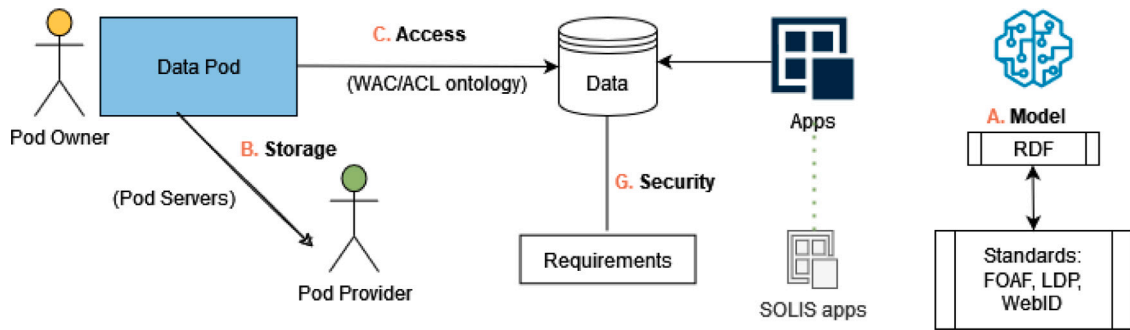 C. Access
Data Pod
(WAC/ACL ontology)
Data
Pod Owner
Apps
A. Model
RDF
B. Storage
(Pod Servers)
G. Security
Pod Provider
Requirements
SOLIS apps
Standards:
FOAF, LDP,
WebID